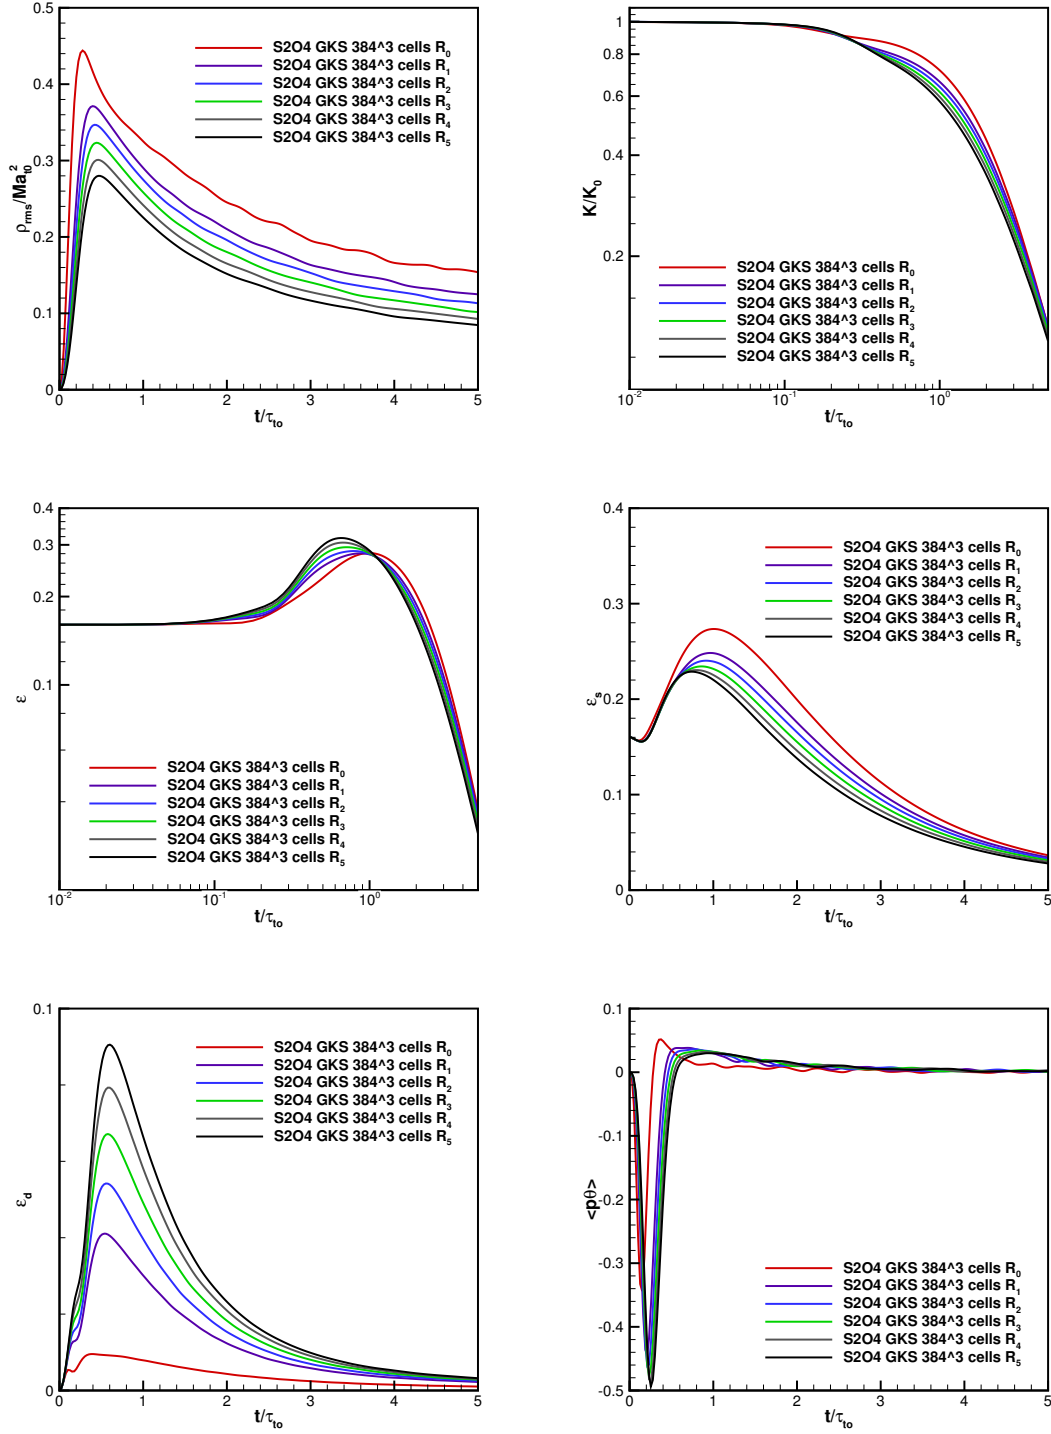 0.5
0.4
0.3
0.2
0.1
0
ρrms/Ma²t0
S2O4 GKS 384^3 cells R0
S2O4 GKS 384^3 cells R1
S2O4 GKS 384^3 cells R2
S2O4 GKS 384^3 cells R3
S2O4 GKS 384^3 cells R4
S2O4 GKS 384^3 cells R5
0 1 2 3 4 5
t/τto
1
0.8
0.6
0.4
0.2
K/K0
S2O4 GKS 384^3 cells R0
S2O4 GKS 384^3 cells R1
S2O4 GKS 384^3 cells R2
S2O4 GKS 384^3 cells R3
S2O4 GKS 384^3 cells R4
S2O4 GKS 384^3 cells R5
10⁻² 10⁻¹ 10⁰
t/τto
0.4
0.3
0.2
0.1
ε
S2O4 GKS 384^3 cells R0
S2O4 GKS 384^3 cells R1
S2O4 GKS 384^3 cells R2
S2O4 GKS 384^3 cells R3
S2O4 GKS 384^3 cells R4
S2O4 GKS 384^3 cells R5
10⁻² 10⁻¹ 10⁰
t/τto
0.4
0.3
0.2
0.1
0
εs
S2O4 GKS 384^3 cells R0
S2O4 GKS 384^3 cells R1
S2O4 GKS 384^3 cells R2
S2O4 GKS 384^3 cells R3
S2O4 GKS 384^3 cells R4
S2O4 GKS 384^3 cells R5
0 1 2 3 4 5
t/τto
0.1
0
εd
S2O4 GKS 384^3 cells R0
S2O4 GKS 384^3 cells R1
S2O4 GKS 384^3 cells R2
S2O4 GKS 384^3 cells R3
S2O4 GKS 384^3 cells R4
S2O4 GKS 384^3 cells R5
0 1 2 3 4 5
t/τto
0.1
0
-0.1
-0.2
-0.3
-0.4
-0.5
<pθ>
S2O4 GKS 384^3 cells R0
S2O4 GKS 384^3 cells R1
S2O4 GKS 384^3 cells R2
S2O4 GKS 384^3 cells R3
S2O4 GKS 384^3 cells R4
S2O4 GKS 384^3 cells R5
0 1 2 3 4 5
t/τto